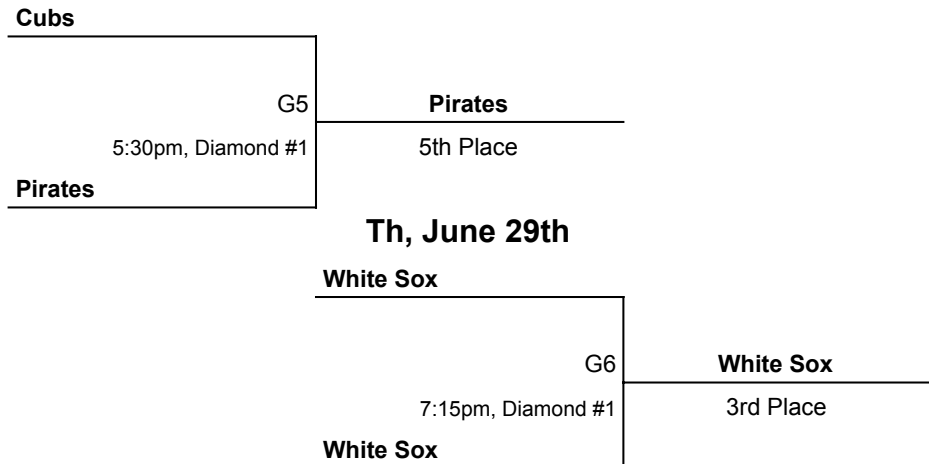 Cubs
G5
Pirates
5:30pm, Diamond #1
5th Place
Pirates
Th, June 29th
White Sox
G6
White Sox
7:15pm, Diamond #1
3rd Place
White Sox